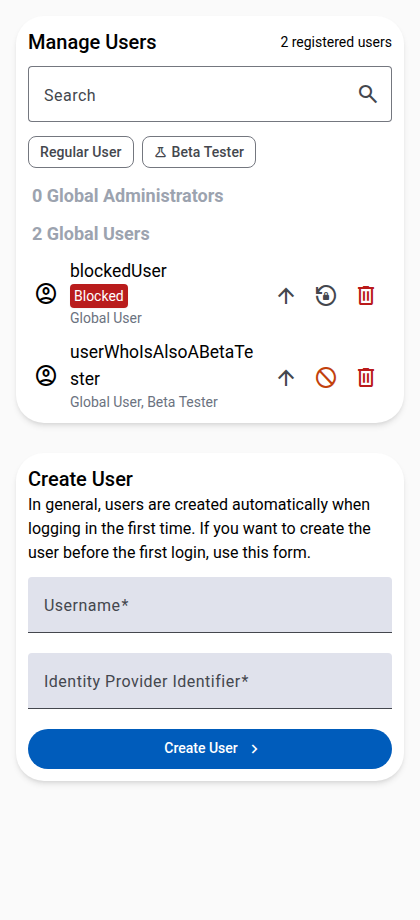 Manage Users
2 registered users
Search
Regular User
Beta Tester
0 Global Administrators
2 Global Users
blockedUser
Blocked
Global User
userWhoIsAlsoABetaTe
ster
Global User, Beta Tester
Create User
In general, users are created automatically when
logging in the first time. If you want to create the
user before the first login, use this form.
Username*
Identity Provider Identifier*
Create User